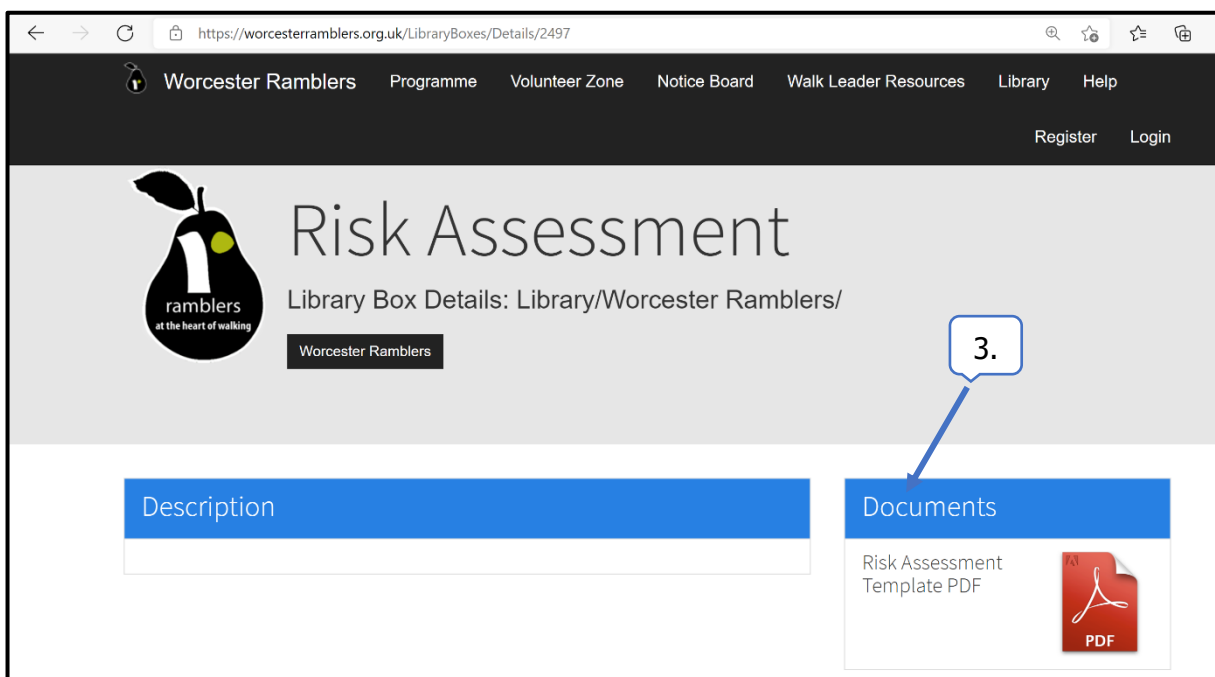 https://worcesterramblers.org.uk/LibraryBoxes/Details/2497
Worcester Ramblers Programme Volunteer Zone Notice Board Walk Leader Resources Library Help
Register Login
ramblers
at the heart of walking
Risk Assessment
Library Box Details: Library/Worcester Ramblers/
Worcester Ramblers
3.
Description
Documents
Risk Assessment
Template PDF
PDF